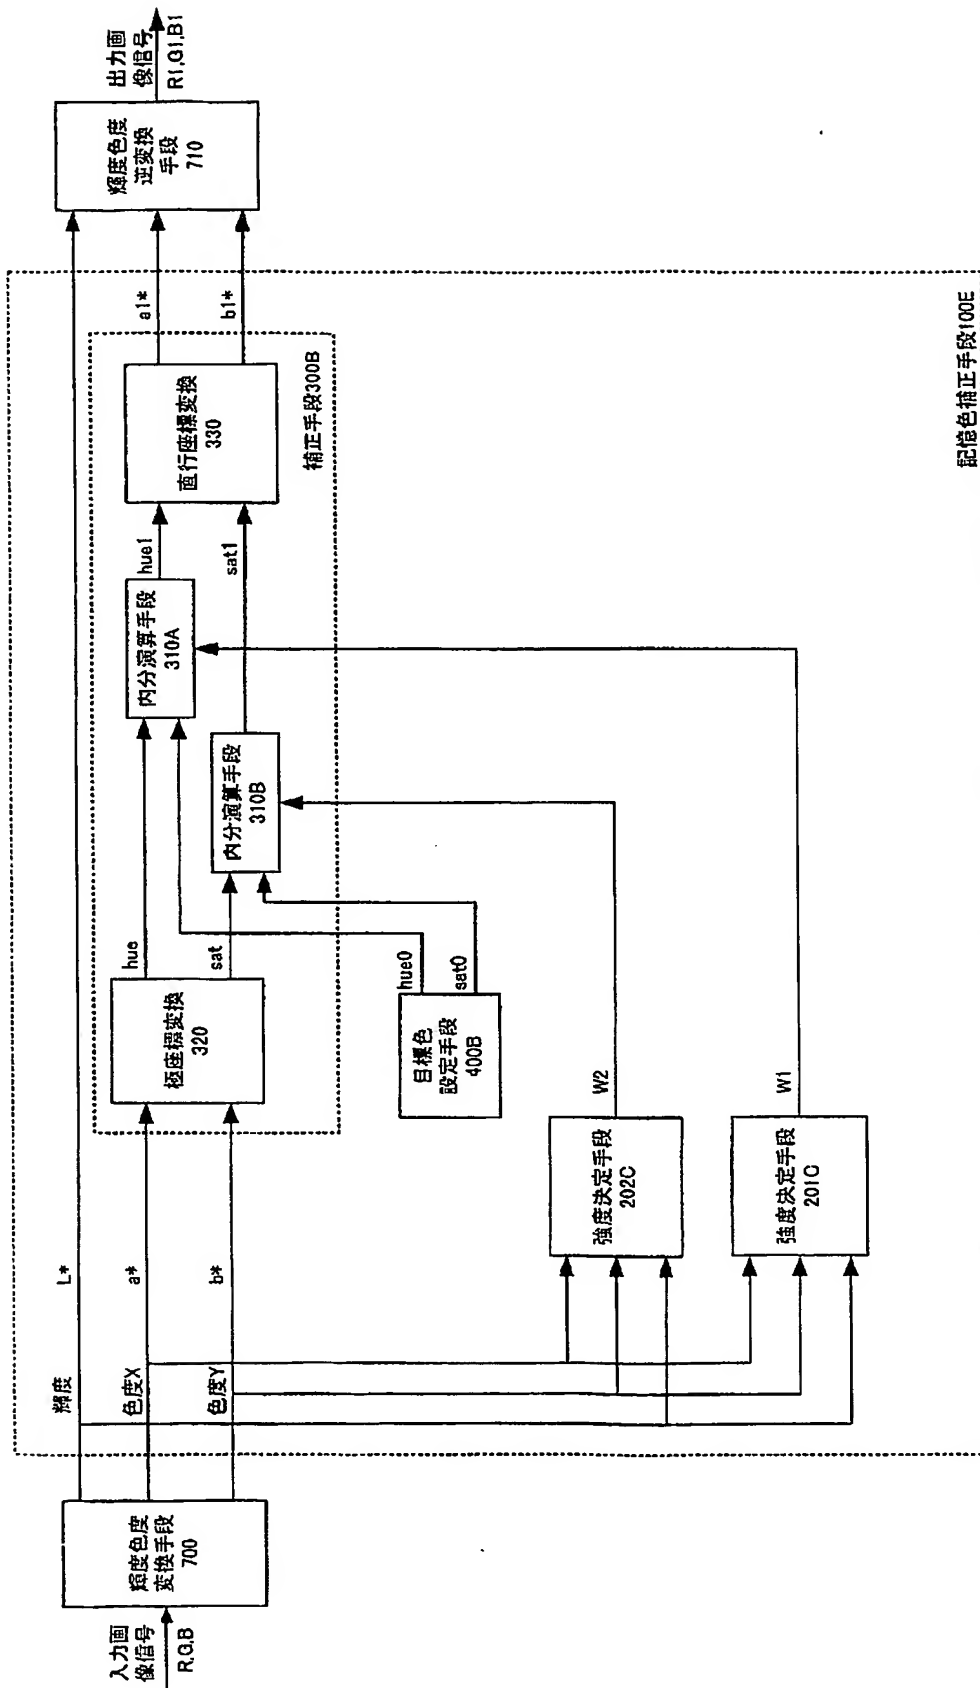 入力画
像信号
R,G,B
輝度色度
変換手段
700
輝度
L*
色度X
a*
色度Y
b*
極座標変換
320
hue
sat
目標色
設定手段
400B
hue0
sat0
強度決定手段
202C
W2
強度決定手段
201C
W1
内分演算手段
310B
内分演算手段
310A
hue1
sat1
直行座標変換
330
補正手段300B
a1*
b1*
記憶色補正手段100E
輝度色度
逆変換
手段
710
出力画
像信号
R1,G1,B1